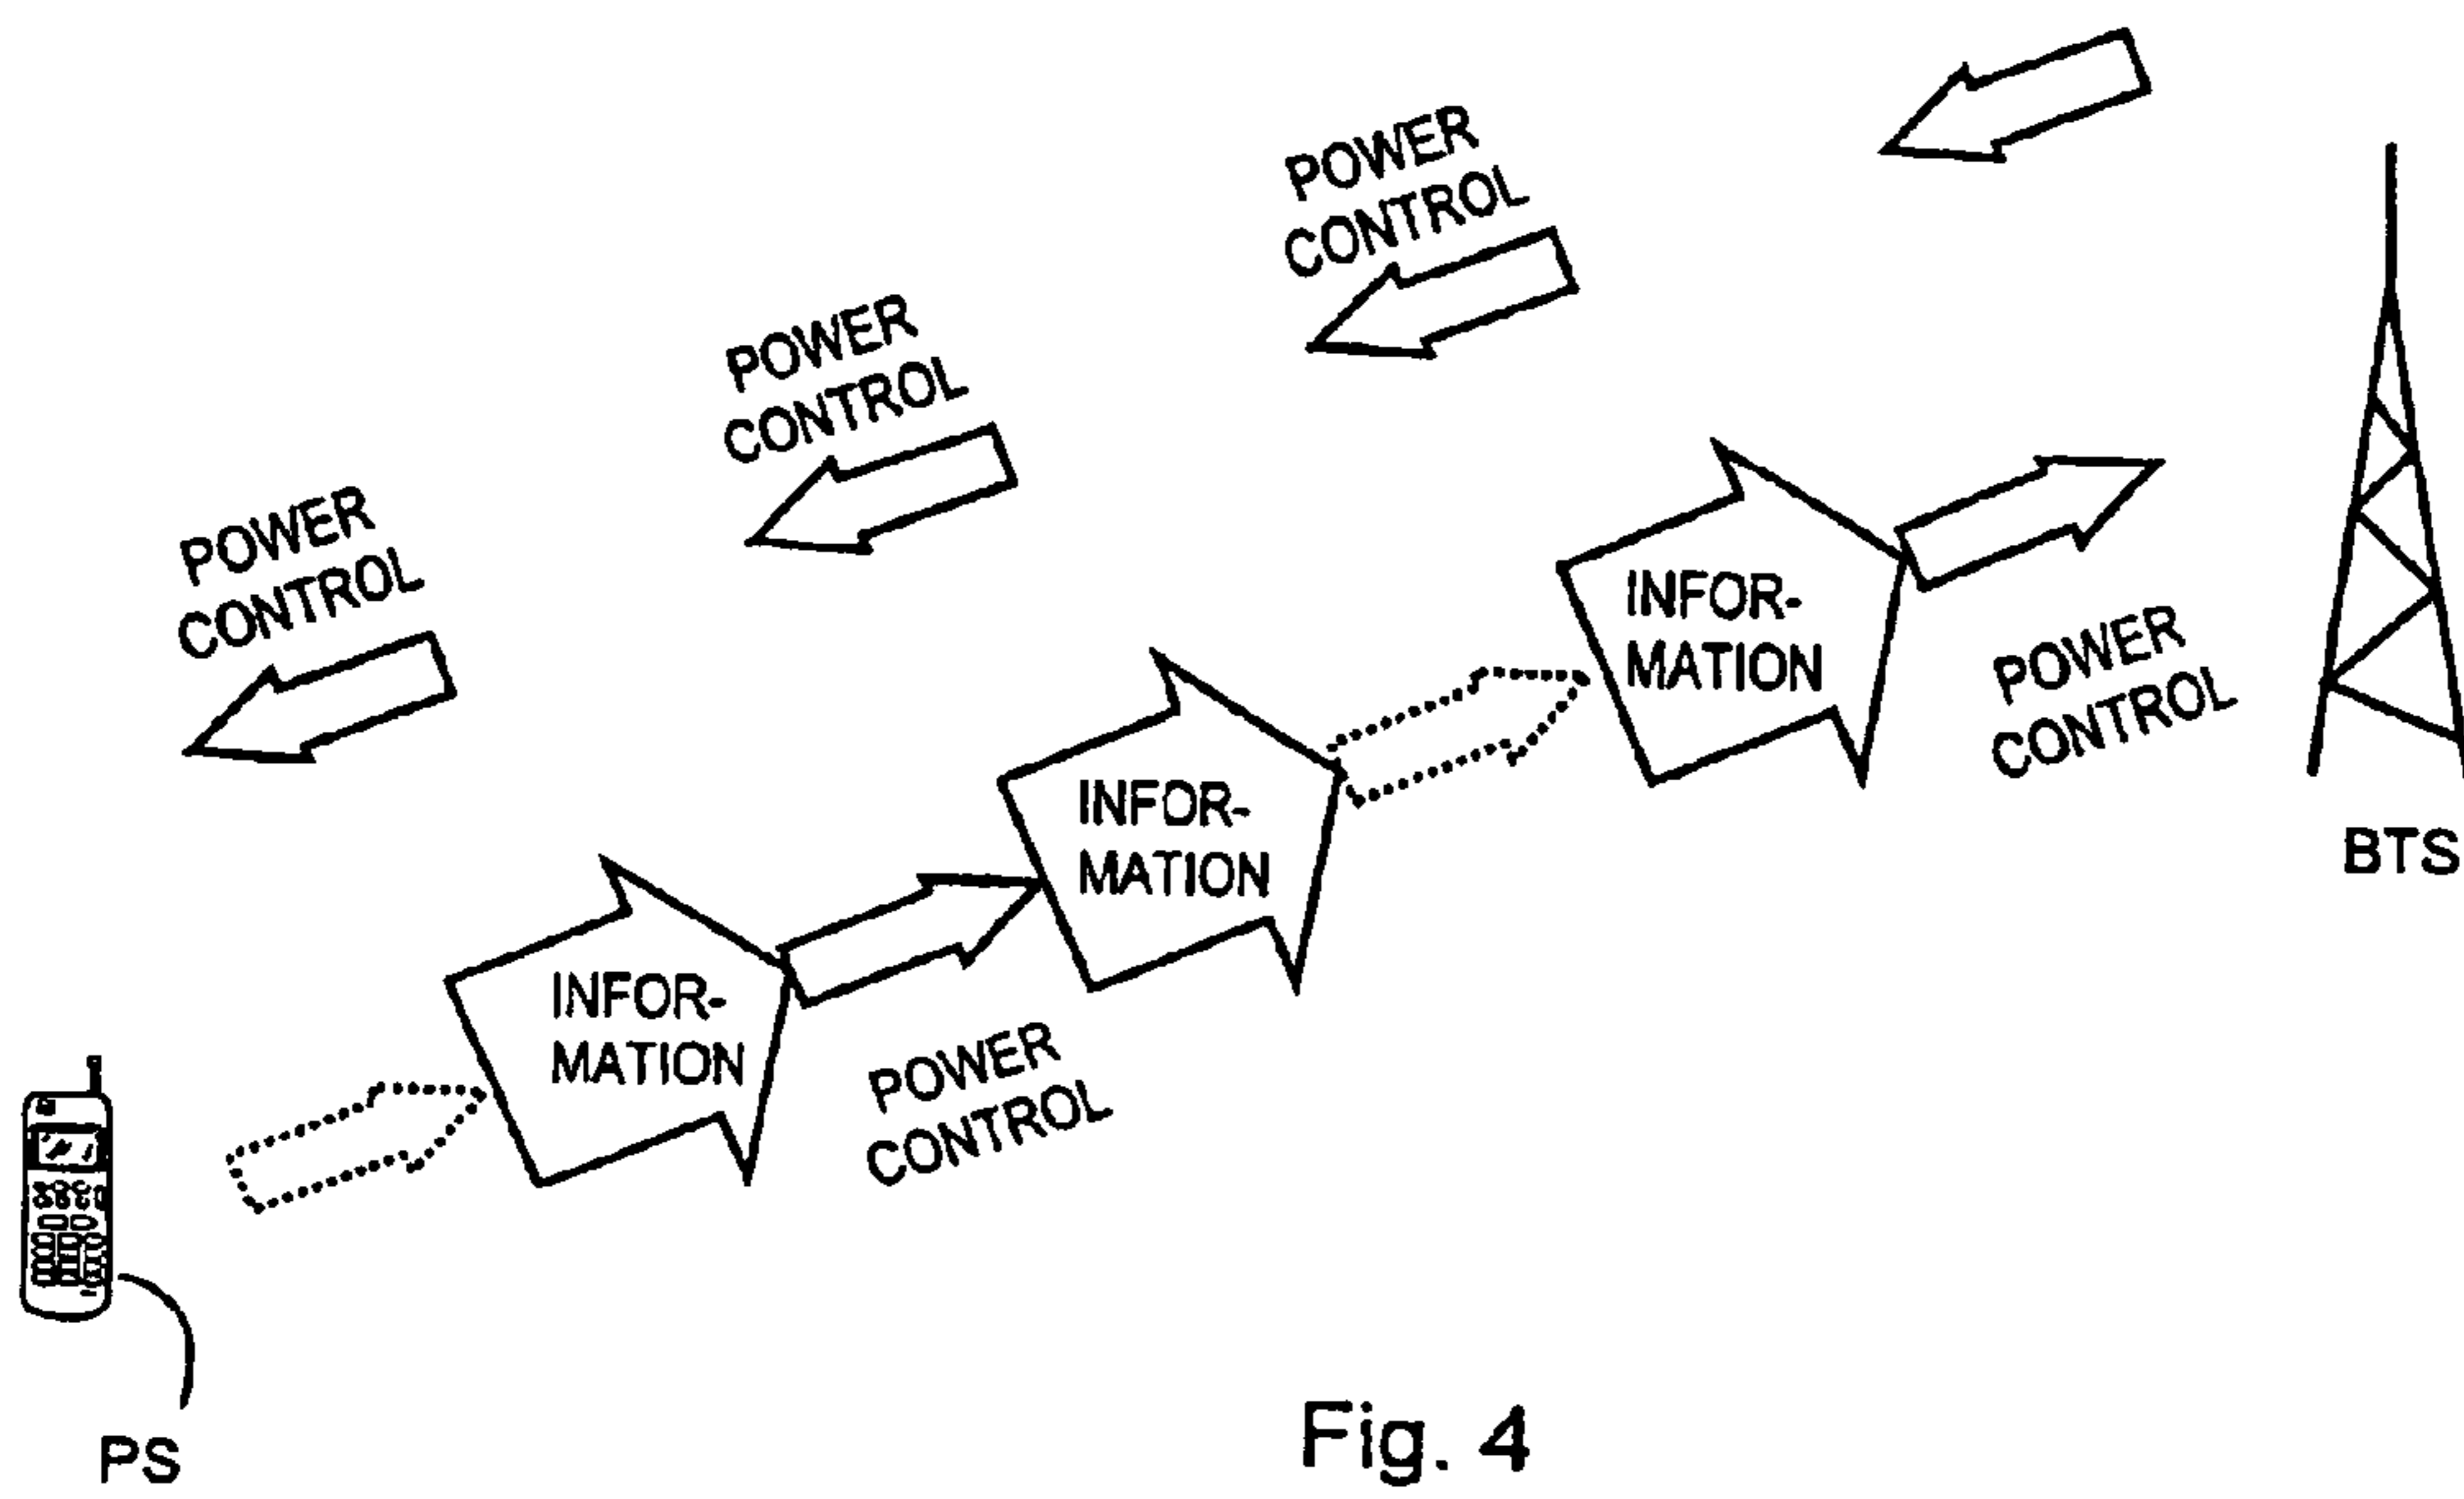 POWER
CONTROL
POWER
CONTROL
POWER
CONTROL
INFOR-
MATION
POWER
CONTROL
INFOR-
MATION
INFOR-
MATION
POWER
CONTROL
BTS
PS
Fig. 4